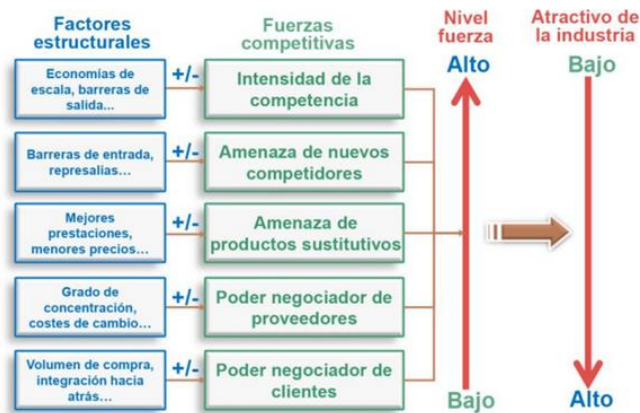 Factores
estructurales
Fuerzas
competitivas
Nivel
fuerza
Atractivo de
la industria
Alto
Bajo
Economías de
escala, barreras de
salida...
+/-
Intensidad de la
competencia
Barreras de entrada,
represalias...
+/-
Amenaza de nuevos
competidores
Mejores
prestaciones,
menores precios...
+/-
Amenaza de
productos sustitutivos
Grado de
concentración,
costes de cambio...
+/-
Poder negociador de
proveedores
Volumen de compra,
integración hacia
atrás...
+/-
Poder negociador de
clientes
Bajo
Alto